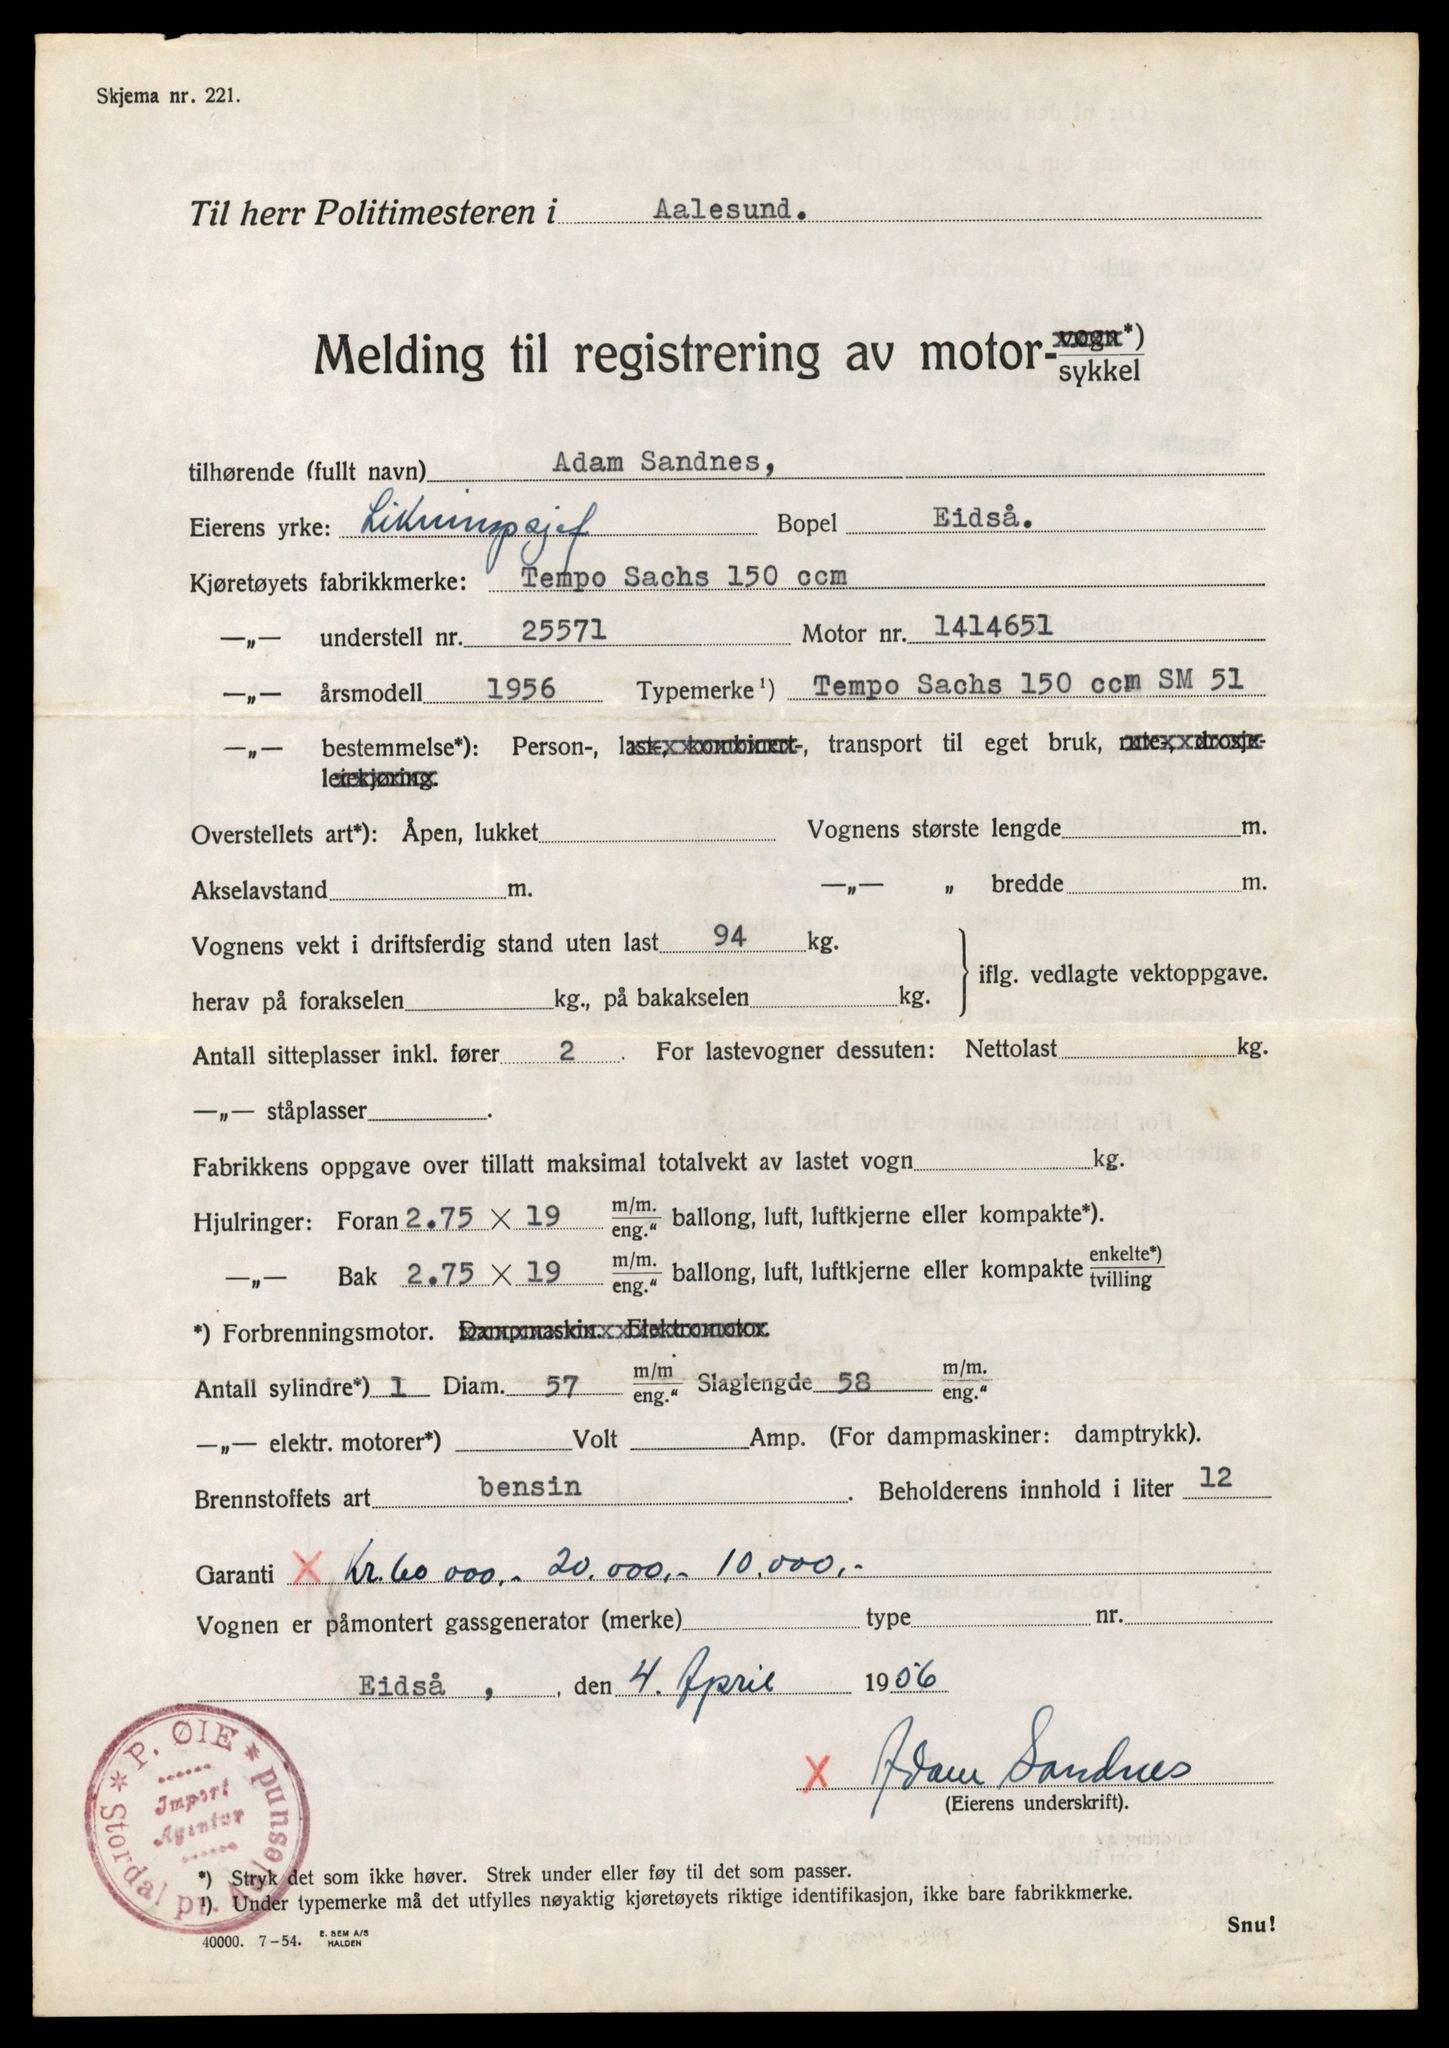 Skjema nr. 221.
Til herr Politimesteren i Aalesund.
Melding til registrering av motor-vogn*)
sykkel
tilhørende (fullt navn) Adam Sandnes,
Eierens yrke: Likningssjef Bopel Eidså.
Kjøretøyets fabrikkmerke: Tempo Sachs 150 ccm
—„— understell nr. 25571 Motor nr. 1414651
—„— årsmodell 1956 Typemerke¹) Tempo Sachs 150 ccm SM 51
—„— bestemmelse*): Person-, last-, kombinert-, transport til eget bruk, rute-, drosje-
leiekjøring.
Overstellets art*): Åpen, lukket Vognens største lengde m.
Akselavstand m. —„— „ bredde m.
Vognens vekt i driftsferdig stand uten last 94 kg.
iflg. vedlagte vektoppgave.
herav på forakselen kg., på bakakselen kg.
Antall sitteplasser inkl. fører 2 . For lastevogner dessuten: Nettolast kg.
—„— ståplasser .
Fabrikkens oppgave over tillatt maksimal totalvekt av lastet vogn kg.
Hjulringer: Foran 2.75 × 19 m/m. eng.“ ballong, luft, luftkjerne eller kompakte*).
—„— Bak 2.75 × 19 m/m. eng.“ ballong, luft, luftkjerne eller kompakte enkelte*) tvilling
*) Forbrenningsmotor. Dampmaskin. Elektromotor.
Antall sylindre*) 1 Diam. 57 m/m eng.“ Slaglengde 58 m/m. eng.“
—„— elektr. motorer*) Volt Amp. (For dampmaskiner: damptrykk).
Brennstoffets art bensin . Beholderens innhold i liter 12
Garanti X Kr. 60 000,- 20.000,- 10.000,-
Vognen er påmontert gassgenerator (merke) type nr.
Eidså , , den 4. April 1956
X Adam Sandnes
(Eierens underskrift).
* P. ØIE * Stordal pr. Ålesund
Import
Agentur
*) Stryk det som ikke høver. Strek under eller føy til det som passer.
¹) Under typemerke må det utfylles nøyaktig kjøretøyets riktige identifikasjon, ikke bare fabrikkmerke.
Snu!
40000. 7–54. E. SEM A/S
HALDEN